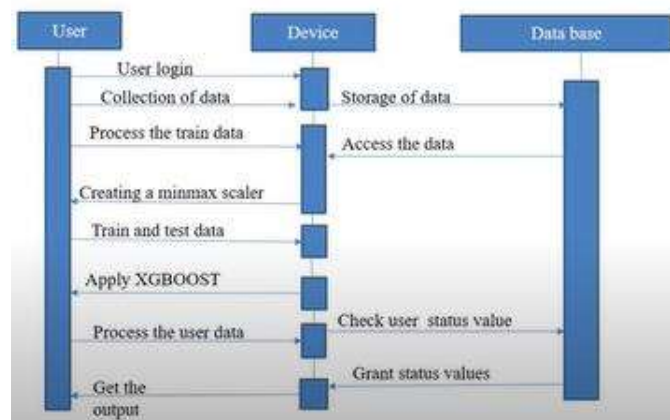 User
Device
Data base
User login
Collection of data
Storage of data
Process the train data
Access the data
Creating a minmax scaler
Train and test data
Apply XGBOOST
Check user status value
Process the user data
Grant status values
Get the
output